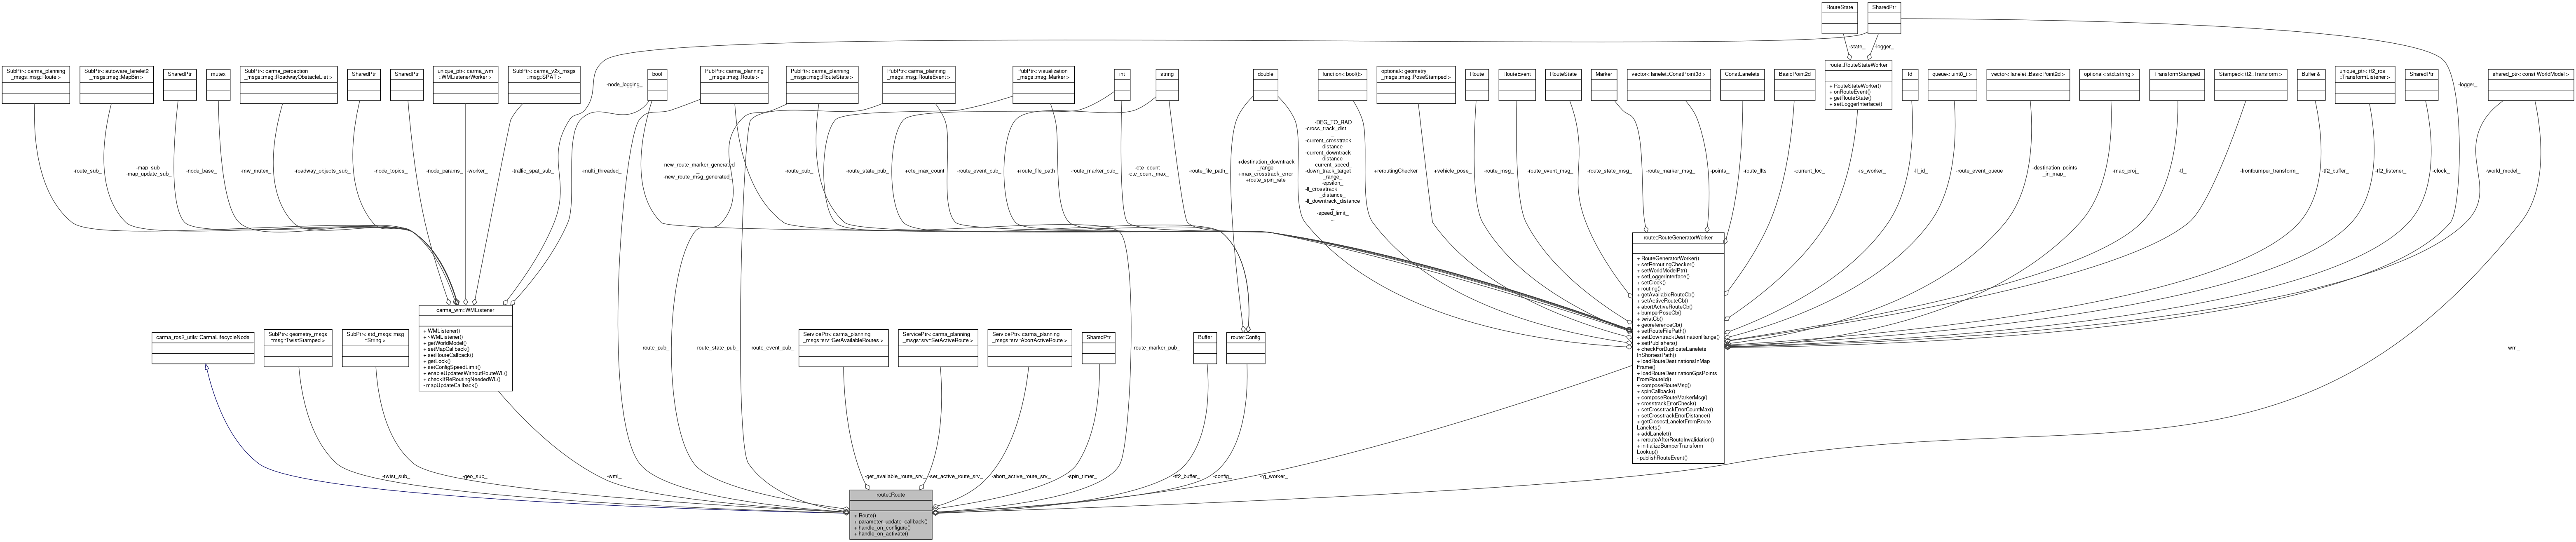 RouteState
SharedPtr
-state_
-logger_
SubPtr< carma_planning
_msgs::msg::Route >
SubPtr< autoware_lanelet2
_msgs::msg::MapBin >
SharedPtr
mutex
SubPtr< carma_perception
_msgs::msg::RoadwayObstacleList >
SharedPtr
SharedPtr
unique_ptr< carma_wm
::WMListenerWorker >
SubPtr< carma_v2x_msgs
::msg::SPAT >
-node_logging_
bool
PubPtr< carma_planning
_msgs::msg::Route >
PubPtr< carma_planning
_msgs::msg::RouteState >
PubPtr< carma_planning
_msgs::msg::RouteEvent >
PubPtr< visualization
_msgs::msg::Marker >
int
string
double
function< bool()>
optional< geometry
_msgs::msg::PoseStamped >
Route
RouteEvent
RouteState
Marker
vector< lanelet::ConstPoint3d >
ConstLanelets
BasicPoint2d
route::RouteStateWorker
+ RouteStateWorker()
+ onRouteEvent()
+ getRouteState()
+ setLoggerInterface()
Id
queue< uint8_t >
vector< lanelet::BasicPoint2d >
optional< std::string >
TransformStamped
Stamped< tf2::Transform >
Buffer &
unique_ptr< tf2_ros
::TransformListener >
SharedPtr
-logger_
shared_ptr< const WorldModel >
-route_sub_
-map_sub_
-map_update_sub_
-node_base_
-mw_mutex_
-roadway_objects_sub_
-node_topics_
-node_params_
-worker_
-traffic_spat_sub_
-multi_threaded_
-new_route_marker_generated
_
-new_route_msg_generated_
-route_pub_
-route_state_pub_
+cte_max_count
-route_event_pub_
+route_file_path
-route_marker_pub_
-cte_count_
-cte_count_max_
-route_file_path_
+destination_downtrack
_range
+max_crosstrack_error
+route_spin_rate
-DEG_TO_RAD
-cross_track_dist
_
-current_crosstrack
_distance_
-current_downtrack
_distance_
-current_speed_
-down_track_target
_range_
-epsilon_
-ll_crosstrack
_distance_
-ll_downtrack_distance
_
-speed_limit_
...
+reroutingChecker
+vehicle_pose_
-route_msg_
-route_event_msg_
-route_state_msg_
-route_marker_msg_
-points_
-route_llts
-current_loc_
-rs_worker_
-ll_id_
-route_event_queue
-destination_points
_in_map_
-map_proj_
-tf_
-frontbumper_transform_
-tf2_buffer_
-tf2_listener_
-clock_
-world_model_
route::RouteGeneratorWorker
+ RouteGeneratorWorker()
+ setReroutingChecker()
+ setWorldModelPtr()
+ setLoggerInterface()
+ setClock()
+ routing()
+ getAvailableRouteCb()
+ setActiveRouteCb()
+ abortActiveRouteCb()
+ bumperPoseCb()
+ twistCb()
+ georeferenceCb()
+ setRouteFilePath()
+ setDowntrackDestinationRange()
+ setPublishers()
+ checkForDuplicateLanelets
InShortestPath()
+ loadRouteDestinationsInMap
Frame()
+ loadRouteDestinationGpsPoints
FromRouteId()
+ composeRouteMsg()
+ spinCallback()
+ composeRouteMarkerMsg()
+ crosstrackErrorCheck()
+ setCrosstrackErrorCountMax()
+ setCrosstrackErrorDistance()
+ getClosestLaneletFromRoute
Lanelets()
+ addLanelet()
+ rerouteAfterRouteInvalidation()
+ initializeBumperTransform
Lookup()
- publishRouteEvent()
carma_wm::WMListener
+ WMListener()
+ ~WMListener()
+ getWorldModel()
+ setMapCallback()
+ setRouteCallback()
+ getLock()
+ setConfigSpeedLimit()
+ enableUpdatesWithoutRouteWL()
+ checkIfReRoutingNeededWL()
- mapUpdateCallback()
carma_ros2_utils::CarmaLifecycleNode
SubPtr< geometry_msgs
::msg::TwistStamped >
SubPtr< std_msgs::msg
::String >
ServicePtr< carma_planning
_msgs::srv::GetAvailableRoutes >
ServicePtr< carma_planning
_msgs::srv::SetActiveRoute >
ServicePtr< carma_planning
_msgs::srv::AbortActiveRoute >
SharedPtr
Buffer
route::Config
-route_pub_
-route_state_pub_
-route_event_pub_
-route_marker_pub_
-wm_
-twist_sub_
-geo_sub_
-wml_
-get_available_route_srv_
-set_active_route_srv_
-abort_active_route_srv_
-spin_timer_
-tf2_buffer_
-config_
-rg_worker_
route::Route
+ Route()
+ parameter_update_callback()
+ handle_on_configure()
+ handle_on_activate()